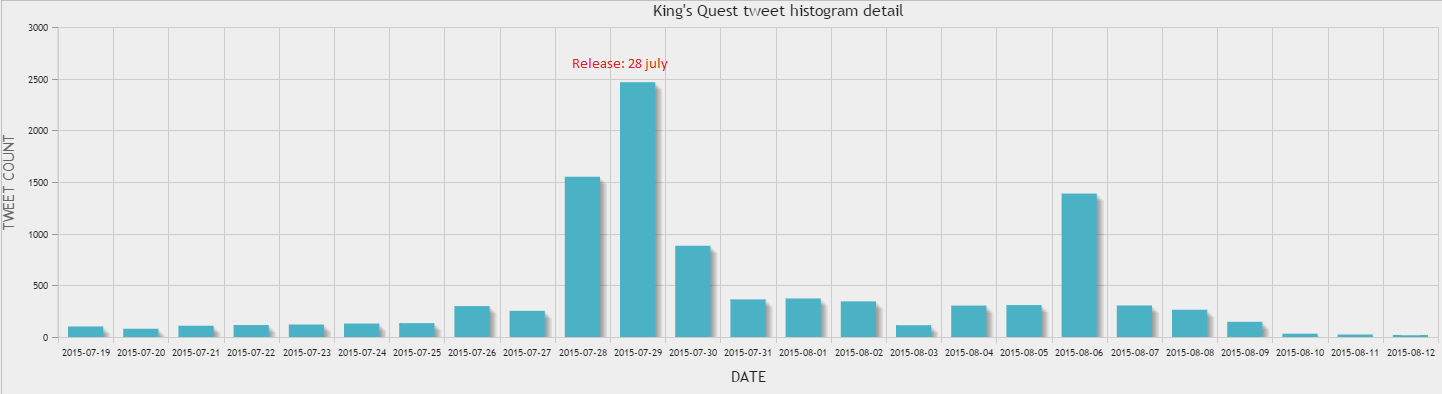 King's Quest tweet histogram detail
3000
Release: 28 july
2500
2000
1500
1000
500
0
TWEET COUNT
2015-07-19 2015-07-20 2015-07-21 2015-07-22 2015-07-23 2015-07-24 2015-07-25 2015-07-26 2015-07-27 2015-07-28 2015-07-29 2015-07-30 2015-07-31 2015-08-01 2015-08-02 2015-08-03 2015-08-04 2015-08-05 2015-08-06 2015-08-07 2015-08-08 2015-08-09 2015-08-10 2015-08-11 2015-08-12
DATE